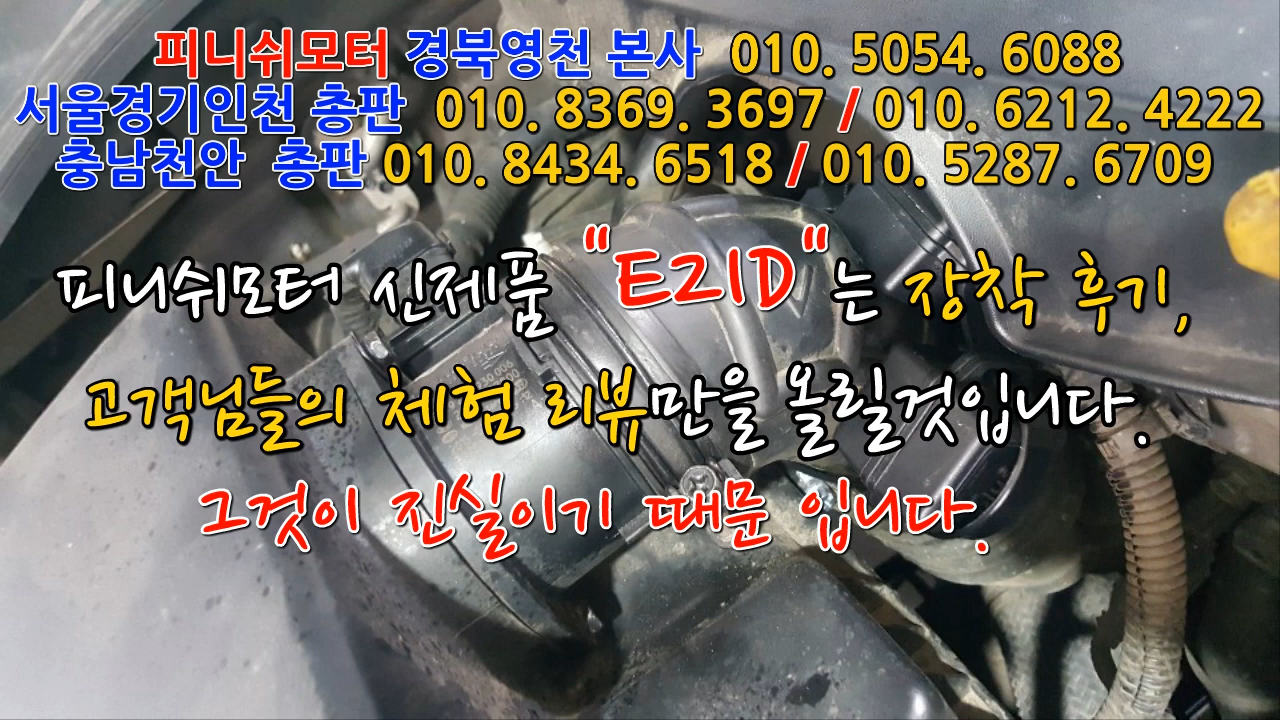 피니쉬모터 경북영천 본사 010. 5054. 6088
서울경기인천 총판 010. 8369. 3697 / 010. 6212. 4222
충남천안 총판 010. 8434. 6518 / 010. 5287. 6709
피니쉬모터 신제품 "E21D"는 장착 후기,
고객님들의 체험 리뷰만을 올릴것입니다.
그것이 진실이기 때문 입니다.